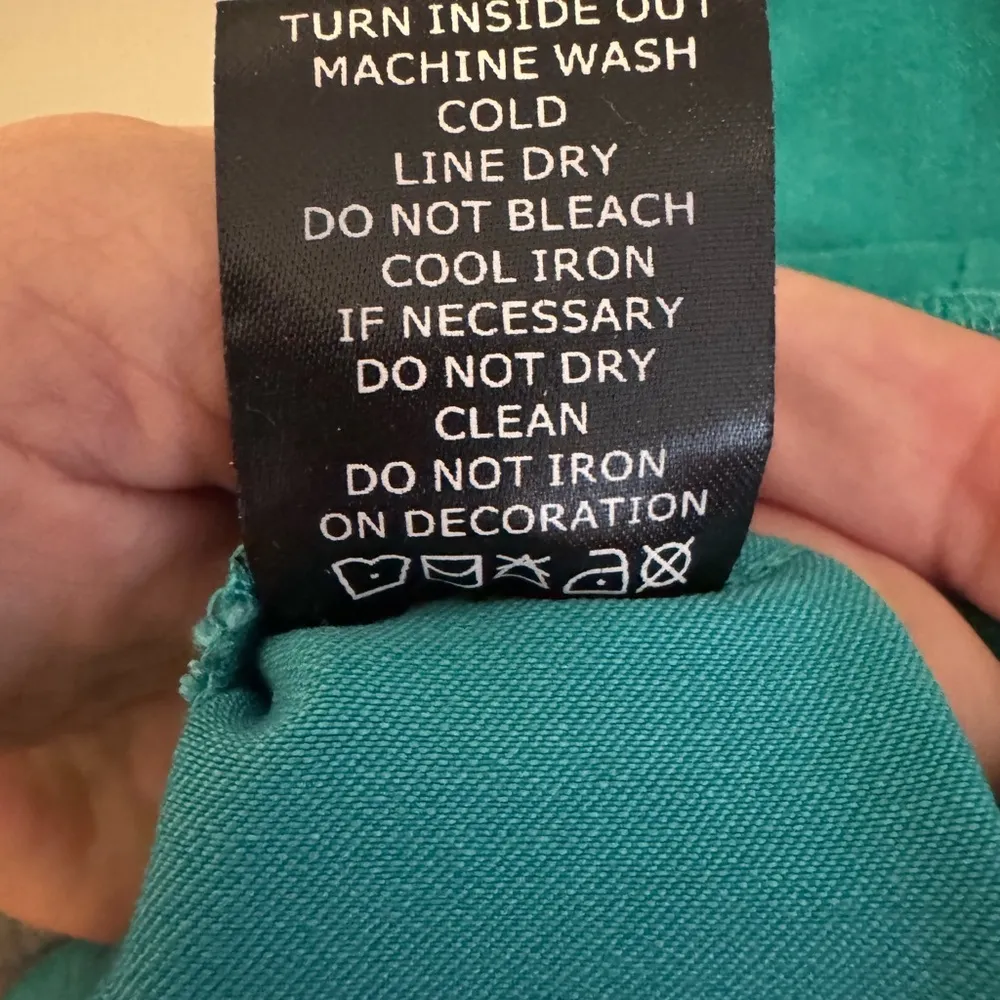 TURN INSIDE OUT
MACHINE WASH
COLD
LINE DRY
DO NOT BLEACH
COOL IRON
IF NECESSARY
DO NOT DRY
CLEAN
DO NOT IRON
ON DECORATION